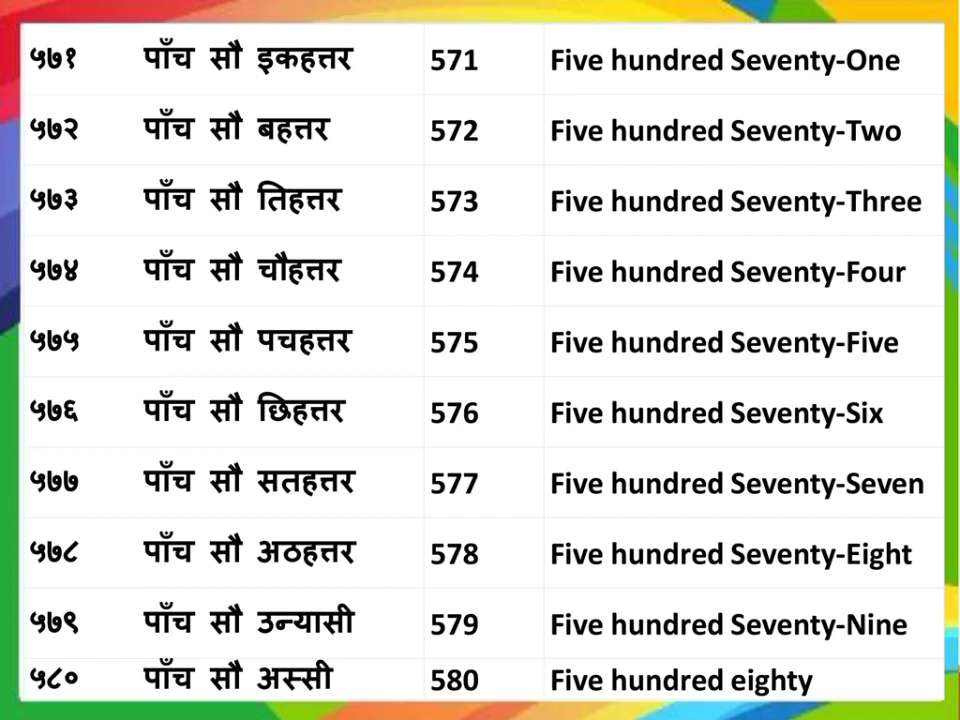 ५७१ पाँच सौ इकहत्तर 571 Five hundred Seventy-One
५७२ पाँच सौ बहत्तर 572 Five hundred Seventy-Two
५७३ पाँच सौ तिहत्तर 573 Five hundred Seventy-Three
५७४ पाँच सौ चौहत्तर 574 Five hundred Seventy-Four
५७५ पाँच सौ पचहत्तर 575 Five hundred Seventy-Five
५७६ पाँच सौ छिहत्तर 576 Five hundred Seventy-Six
५७७ पाँच सौ सतहत्तर 577 Five hundred Seventy-Seven
५७८ पाँच सौ अठहत्तर 578 Five hundred Seventy-Eight
५७९ पाँच सौ उन्यासी 579 Five hundred Seventy-Nine
५८० पाँच सौ अस्सी 580 Five hundred eighty